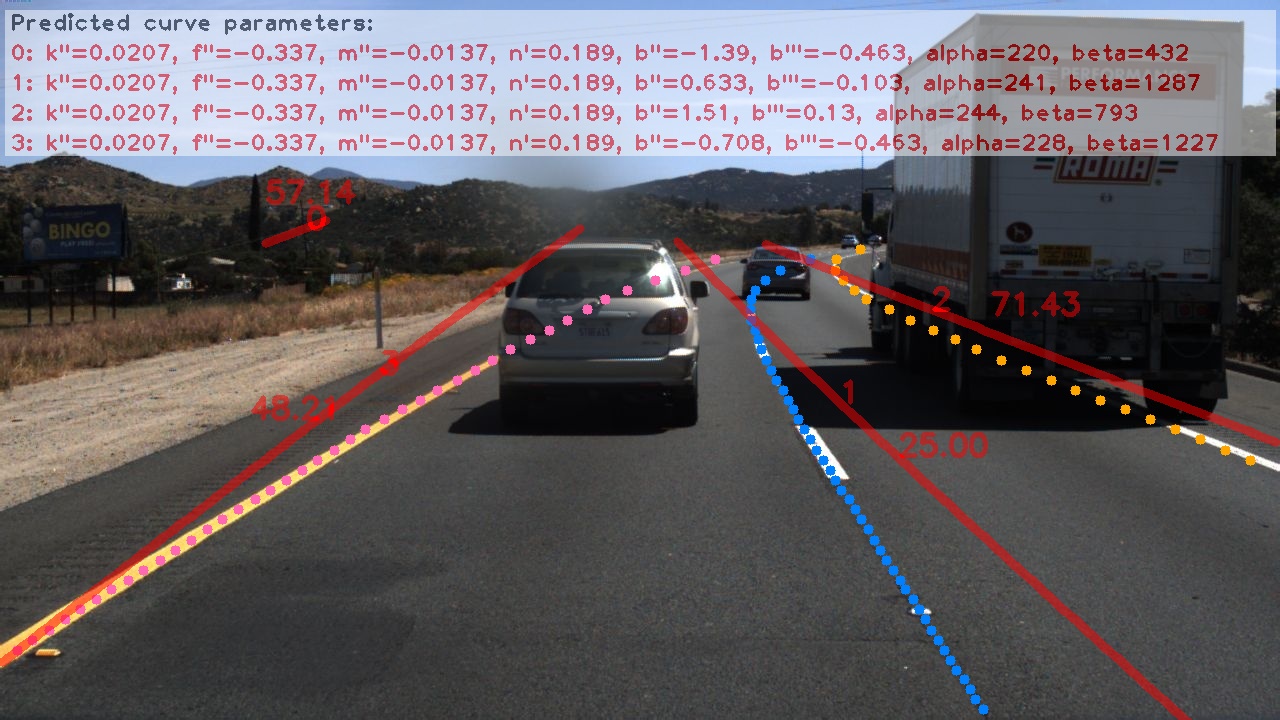 Predicted curve parameters:
0: k''=0.0207, f''=−0.337, m''=−0.0137, n'=0.189, b''=−1.39, b'''=−0.463, alpha=220, beta=432
1: k''=0.0207, f''=−0.337, m''=−0.0137, n'=0.189, b''=0.633, b'''=−0.103, alpha=241, beta=1287
2: k''=0.0207, f''=−0.337, m''=−0.0137, n'=0.189, b''=1.51, b'''=0.13, alpha=244, beta=793
3: k''=0.0207, f''=−0.337, m''=−0.0137, n'=0.189, b''=−0.708, b'''=−0.463, alpha=228, beta=1227
ROMA
57.14
0
BINGO
PLAY FREE!
2
71.43
3
1
48.21
25.00